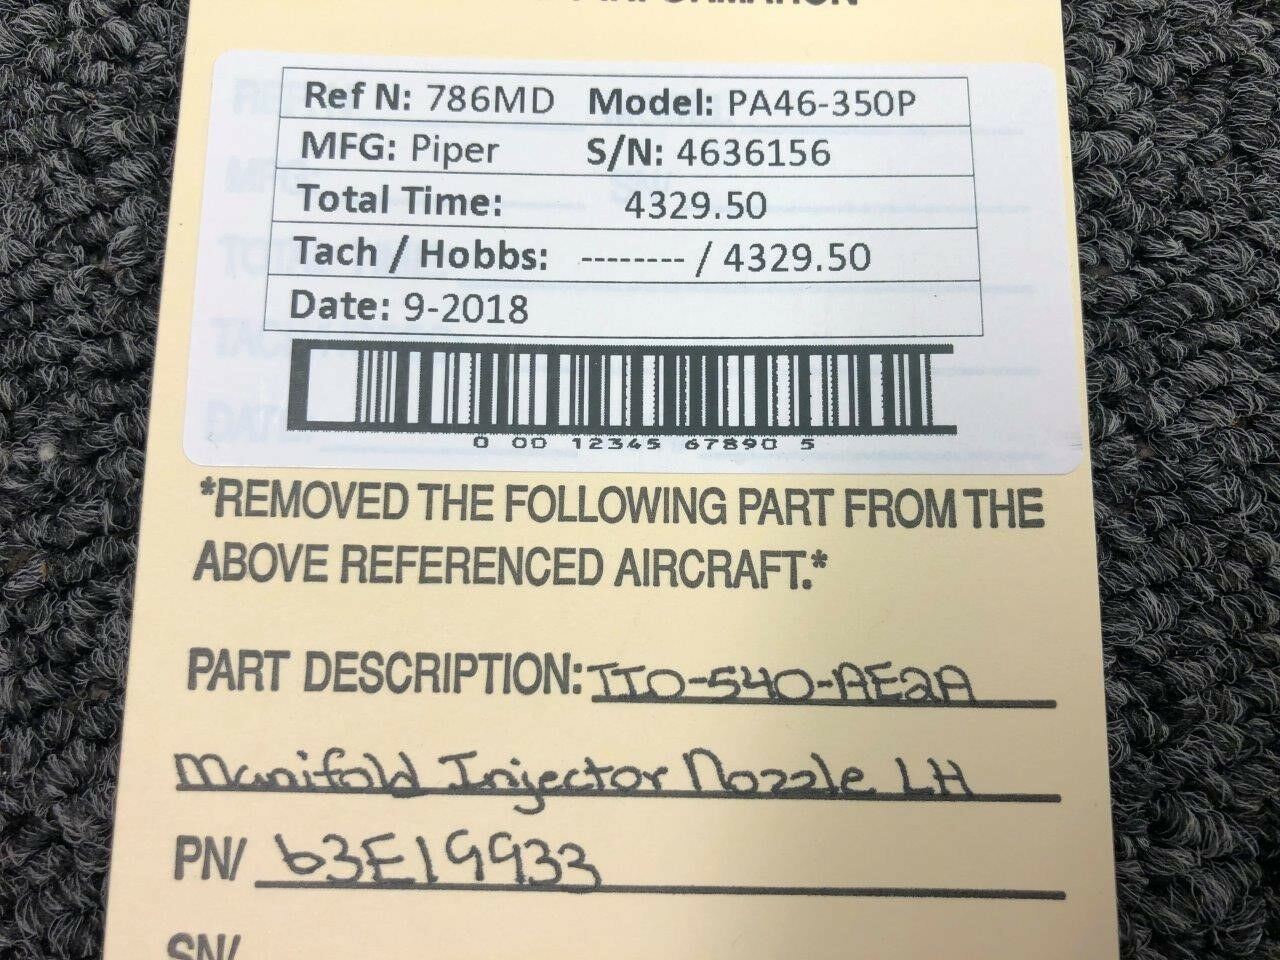 INFORMATION
Ref N: 786MD Model: PA46-350P
MFG: Piper S/N: 4636156
Total Time: 4329.50
Tach / Hobbs: -------- / 4329.50
Date: 9-2018
0 00 12345 67890 5
*REMOVED THE FOLLOWING PART FROM THE
ABOVE REFERENCED AIRCRAFT.*
PART DESCRIPTION: TIO-540-AE2A
Manifold Injector Nozzle LH
PN/ 63E19933
SN/